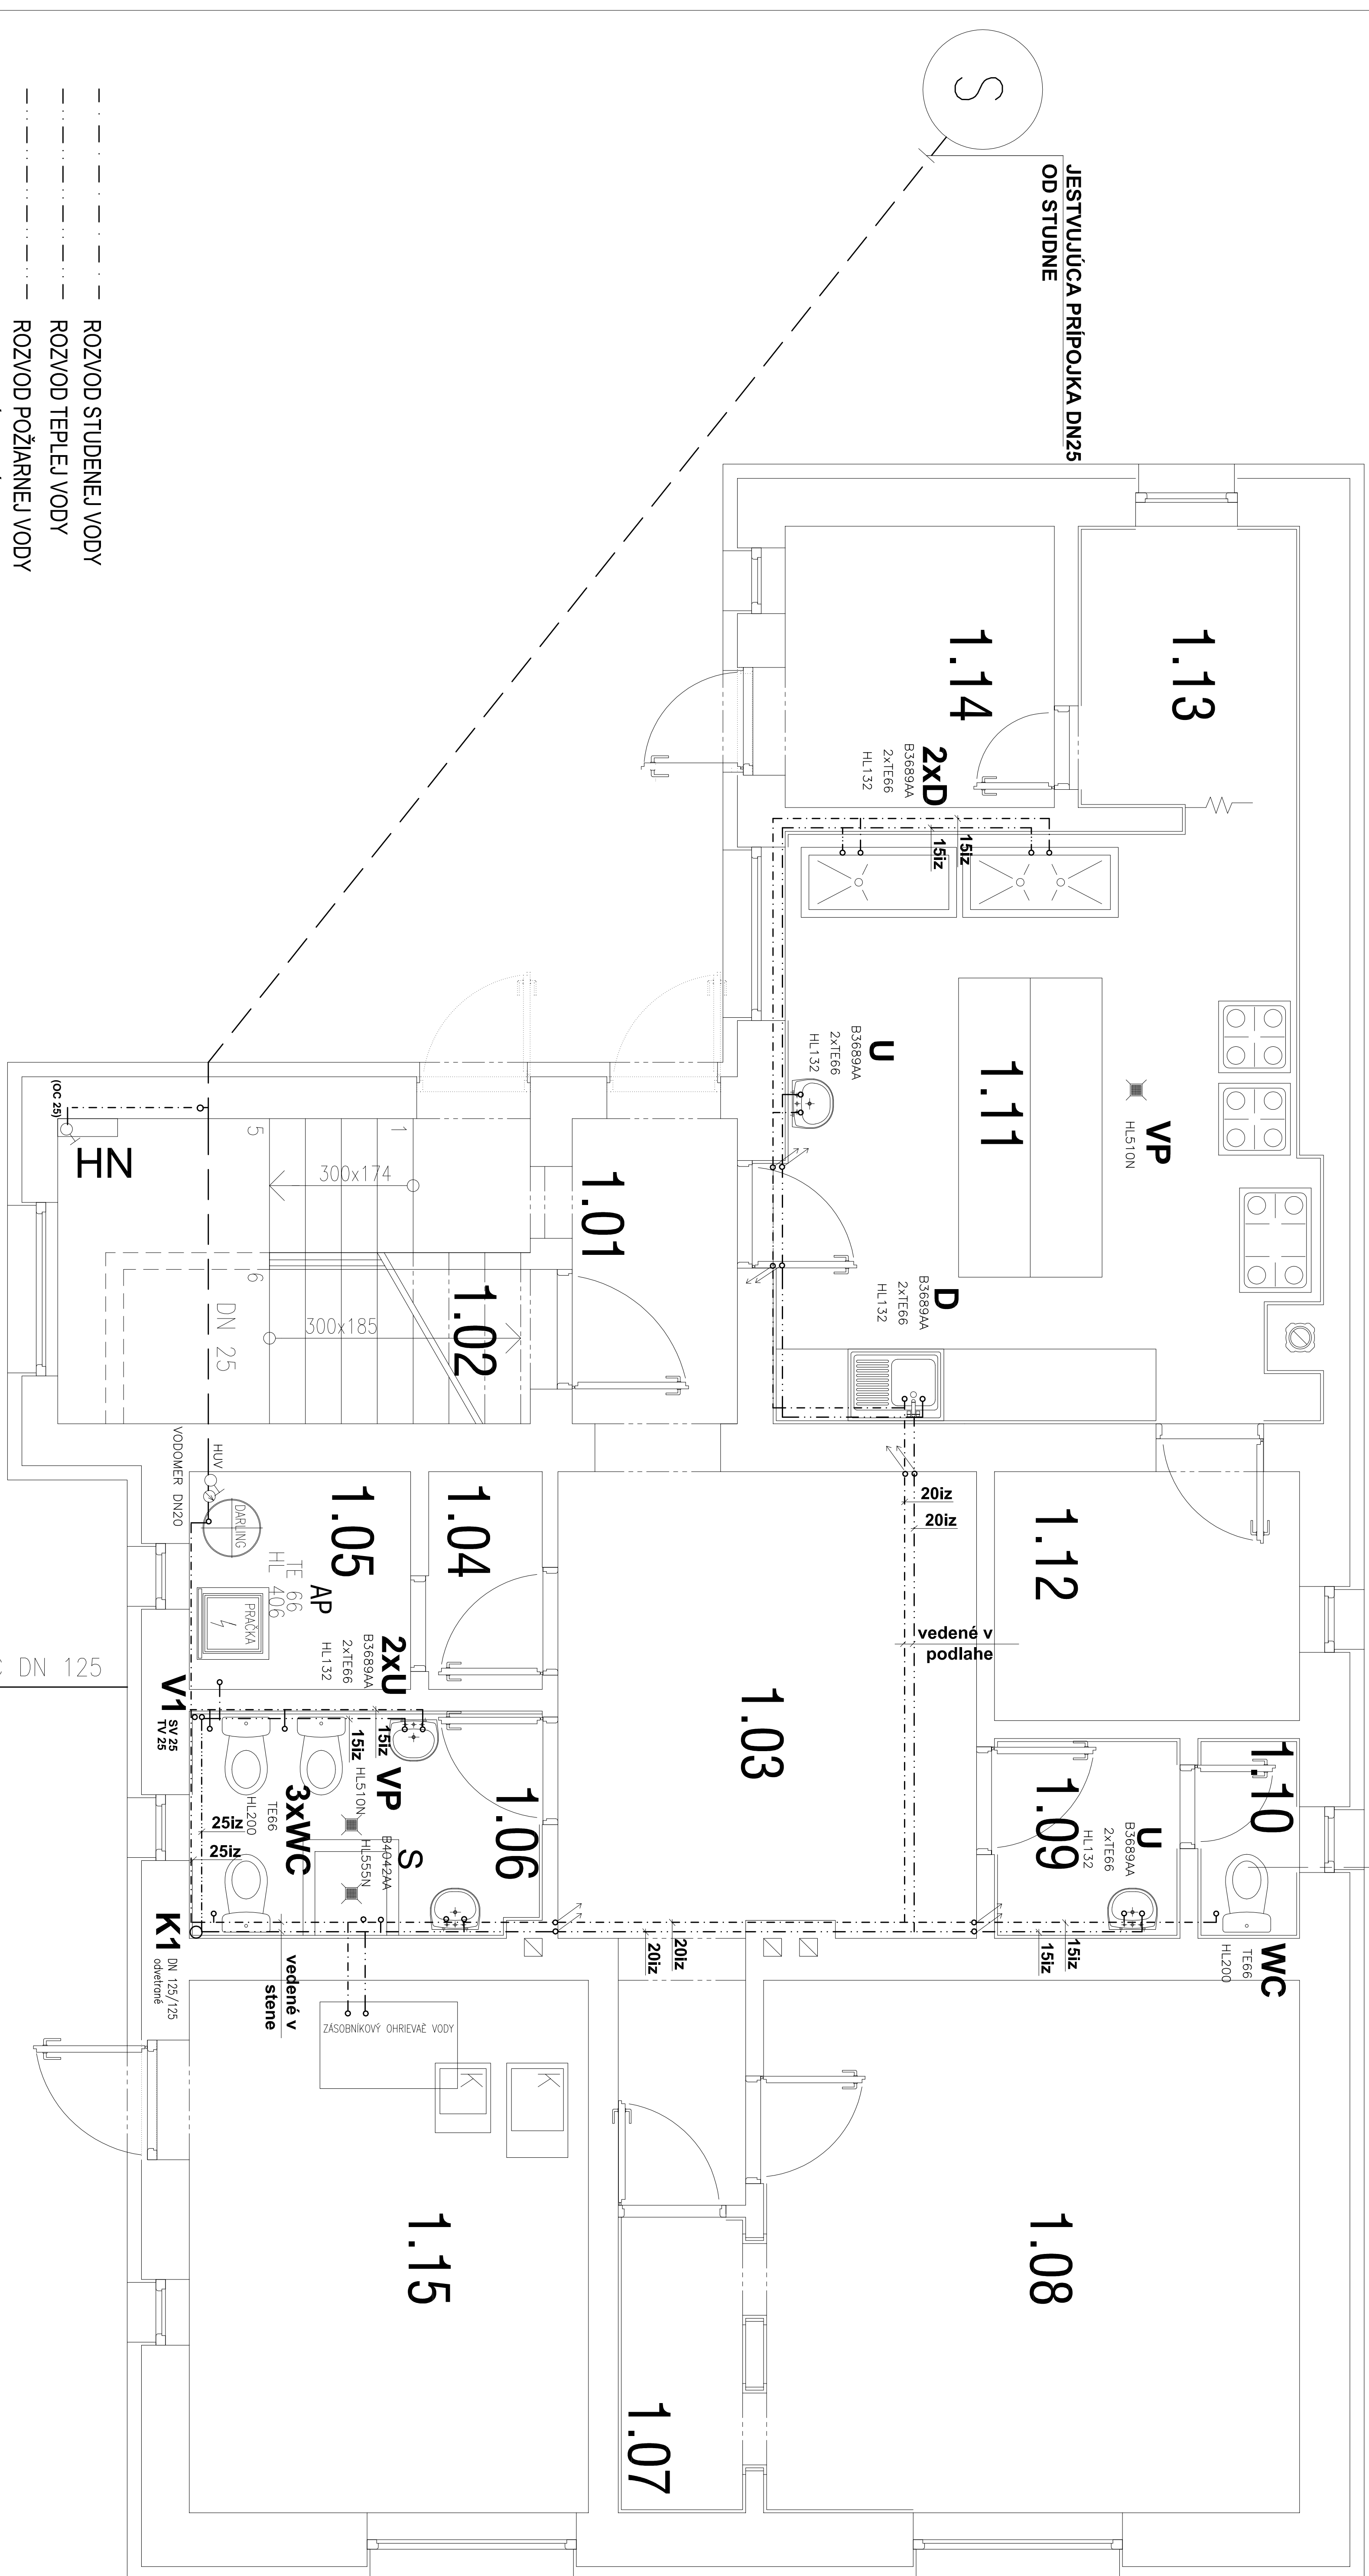 S
JESTVUJÚCA PRÍPOJKA DN25
OD STUDNE
ROZVOD STUDENEJ VODY
ROZVOD TEPLEJ VODY
ROZVOD POŽIARNEJ VODY
1.13
1.14
2xD
B3689AA
2xTE66
HL132
15iz
15iz
1.11
VP
HL510N
U
B3689AA
2xTE66
HL132
D
B3689AA
2xTE66
HL132
1.01
1.02
1
5
6
300x174
300x185
DN 25
(OC 25)
HN
HUV
VODOMER DN20
DARLING
1.05
1.04
TE 66
HL 406
AP
PRAČKA
2xU
B3689AA
2xTE66
HL132
20iz
20iz
1.12
vedené v
podlahe
1.03
DN 125
V1
SV 25
TV 25
15iz
15iz
VP
HL510N
3xWC
TE66
HL200
25iz
25iz
1.06
S
B4042AA
HL555N
K1
DN 125/125
odvetrané
vedené v
stene
1.09
U
B3689AA
2xTE66
HL132
1.10
WC
TE66
HL200
15iz
15iz
20iz
20iz
ZÁSOBNÍKOVÝ OHRIEVAČ VODY
K
K
1.15
1.08
1.07